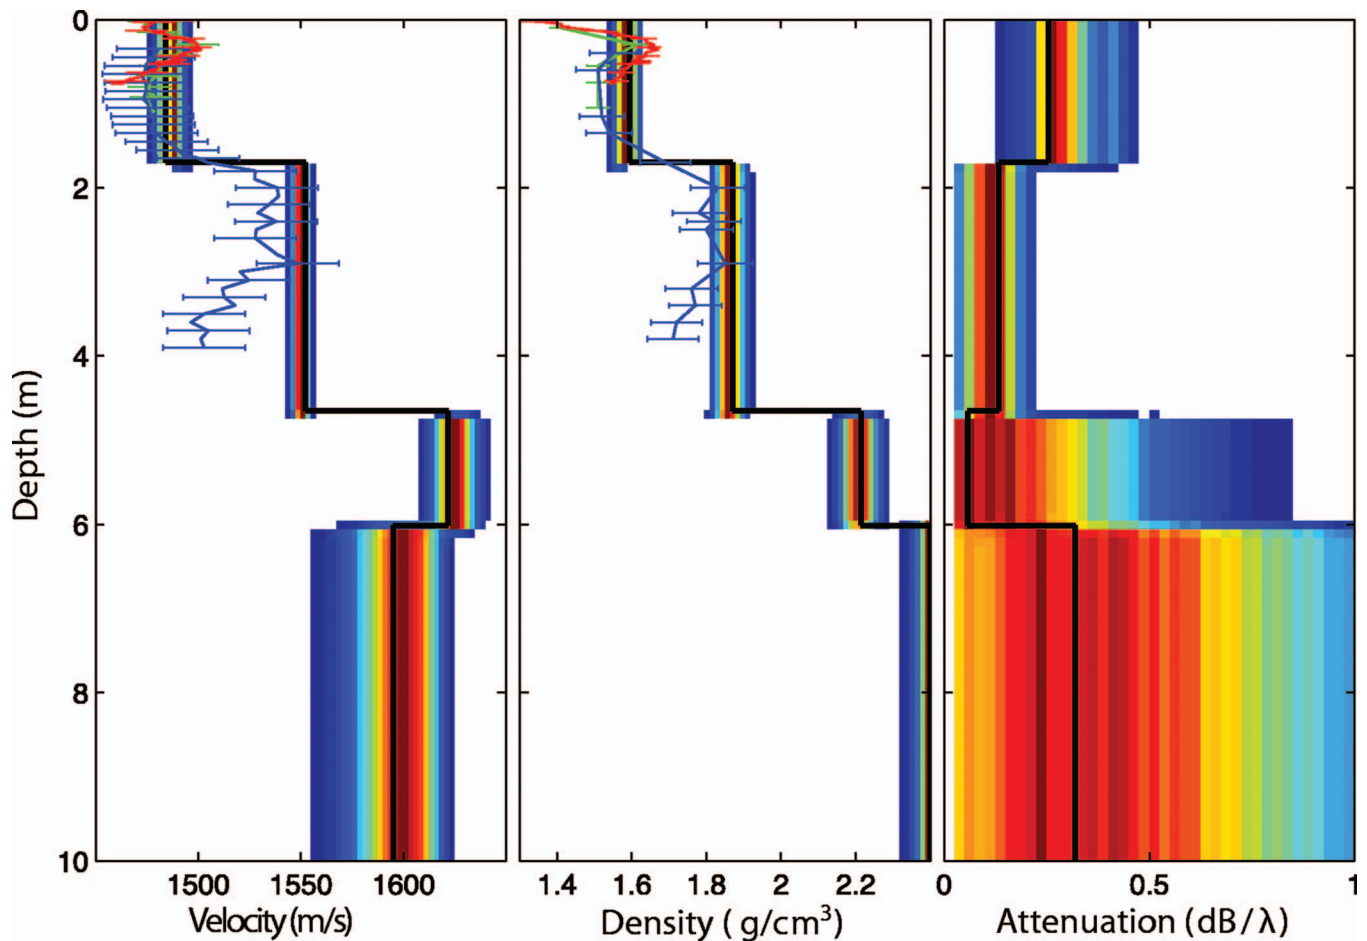 0
2
4
6
8
10
Depth (m)
1500 1550 1600
Velocity (m/s)
1.4 1.6 1.8 2 2.2
Density ( g/cm³)
0 0.5 1
Attenuation (dB/λ)